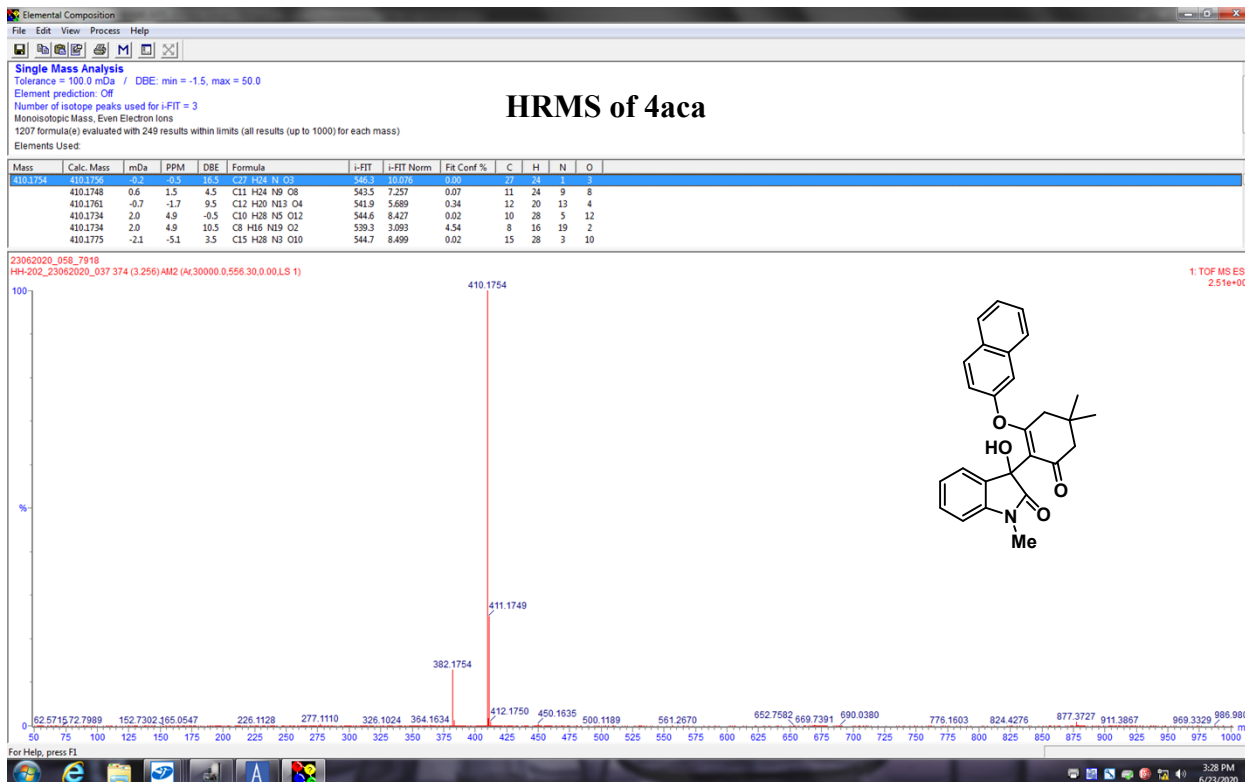 Elemental Composition
File Edit View Process Help
Single Mass Analysis
Tolerance = 100.0 mDa / DBE: min = -1.5, max = 50.0
Element prediction: Off
Number of isotope peaks used for i-FIT = 3
Monoisotopic Mass, Even Electron Ions
1207 formula(e) evaluated with 249 results within limits (all results (up to 1000) for each mass)
Elements Used:
HRMS of 4aca
Mass Calc. Mass mDa PPM DBE Formula i-FIT i-FIT Norm Fit Conf % C H N O
410.1754 410.1756 -0.2 -0.5 16.5 C27 H24 N O3 546.3 10.076 0.00 27 24 1 3
410.1748 0.6 1.5 4.5 C11 H24 N9 O8 543.5 7.257 0.07 11 24 9 8
410.1761 -0.7 -1.7 9.5 C12 H20 N13 O4 541.9 5.689 0.34 12 20 13 4
410.1734 2.0 4.9 -0.5 C10 H28 N5 O12 544.6 8.427 0.02 10 28 5 12
410.1734 2.0 4.9 10.5 C8 H16 N19 O2 539.3 3.093 4.54 8 16 19 2
410.1775 -2.1 -5.1 3.5 C15 H28 N3 O10 544.7 8.499 0.02 15 28 3 10
23062020_058_7918
HH-202_23062020_037 374 (3.256) AM2 (Ar,30000.0,556.30,0.00,LS 1)
1: TOF MS ES
2.51e+00
100
%
0
410.1754
411.1749
382.1754
62.5715 72.7989 152.7302 165.0547 226.1128 277.1110 326.1024 364.1634 412.1750 450.1635 500.1189 561.2670 652.7582 669.7391 690.0380 776.1603 824.4276 877.3727 911.3867 969.3329 986.980
50 75 100 125 150 175 200 225 250 275 300 325 350 375 400 425 450 475 500 525 550 575 600 625 650 675 700 725 750 775 800 825 850 875 900 925 950 975 1000 m
O
HO
O
O
N
Me
For Help, press F1
3:28 PM
6/23/2020